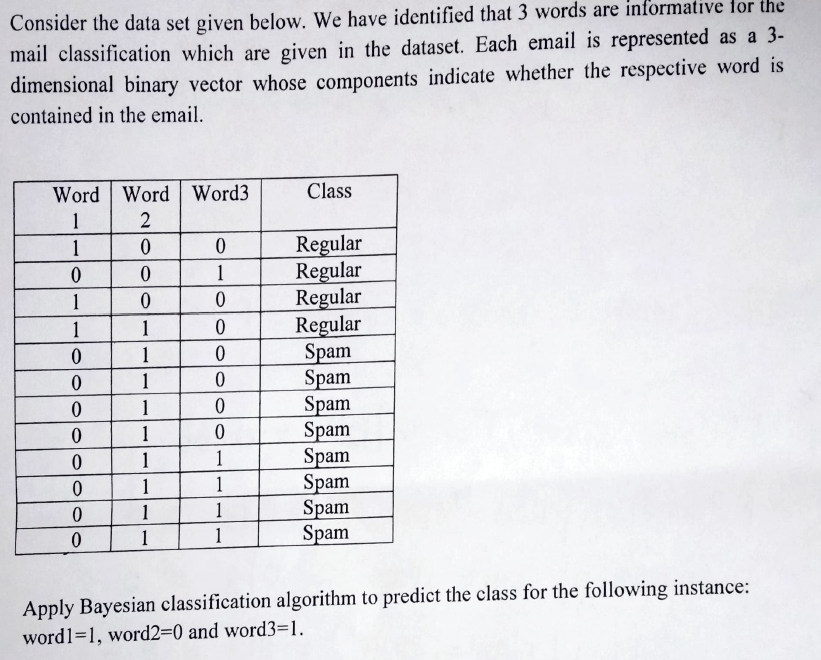 Consider the data set given below. We have identified that 3 words are informative for the
mail classification which are given in the dataset. Each email is represented as a 3-
dimensional binary vector whose components indicate whether the respective word is
contained in the email.
Word 1 Word 2 Word3 Class
1 0 0 Regular
0 0 1 Regular
1 0 0 Regular
1 1 0 Regular
0 1 0 Spam
0 1 0 Spam
0 1 0 Spam
0 1 0 Spam
0 1 1 Spam
0 1 1 Spam
0 1 1 Spam
0 1 1 Spam
Apply Bayesian classification algorithm to predict the class for the following instance:
word1=1, word2=0 and word3=1.